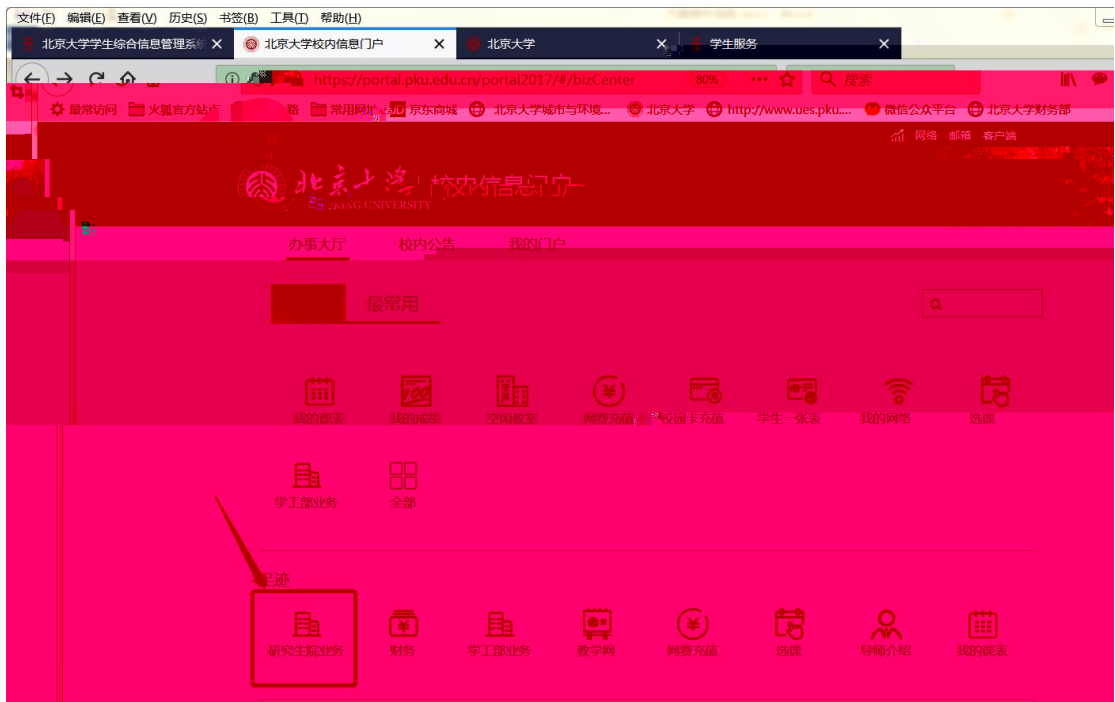 文件(F) 编辑(E) 查看(V) 历史(S) 书签(B) 工具(T) 帮助(H)
北京大学学生综合信息管理系统 北京大学校内信息门户 北京大学 学生服务
https://portal.pku.edu.cn/portal2017/#/bizCenter 80% 搜索
最常访问 火狐官方站点 常用网址 JD 京东商城 北京大学城市与环境... 北京大学 http://www.ues.pku.... 微信公众平台 北京大学财务部
网络 邮箱 客户端
北京大学 校内信息门户
UNIVERSITY
办事大厅 校内公告 我的门户
最常用
我的课表 我的成绩 空闲教室 网费充值 校园卡充值 学生一张表 我的网络 选课
学工部业务 全部
足迹
研究生院业务 财务 学工部业务 教学网 网费充值 选课 导师介绍 我的课表